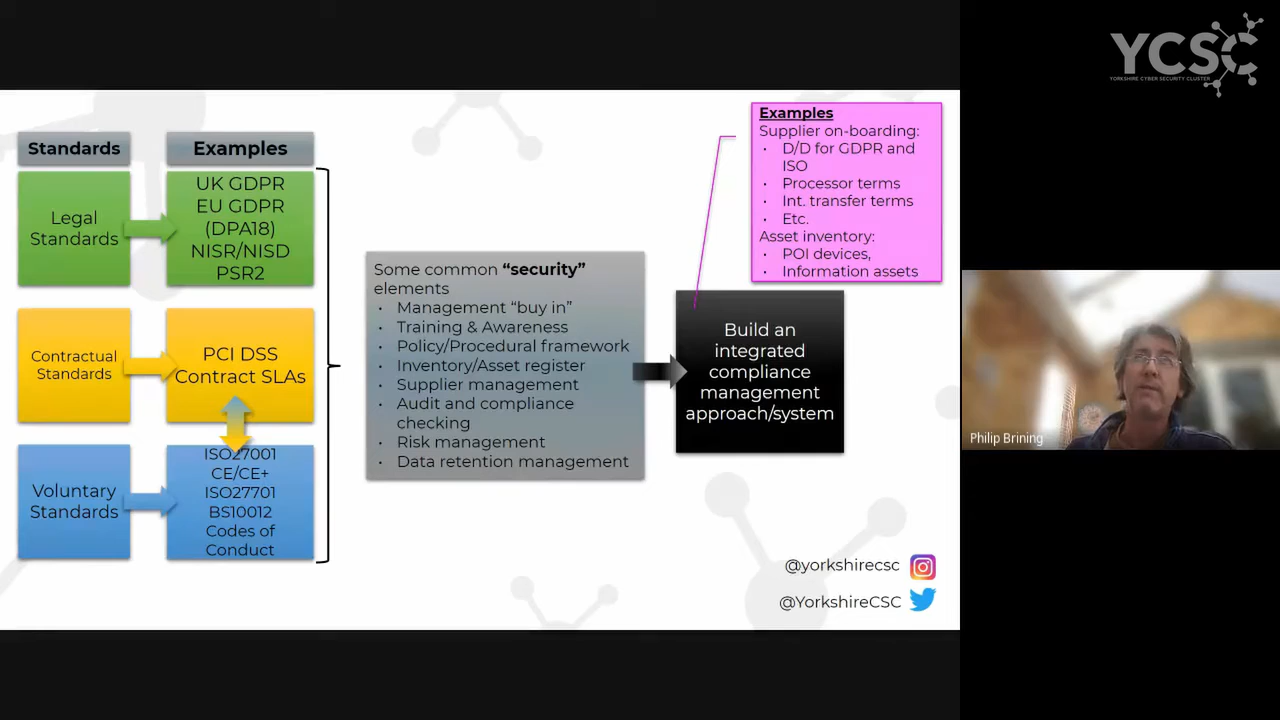 YCSC
YORKSHIRE CYBER SECURITY CLUSTER
Standards
Examples
Legal
Standards
UK GDPR
EU GDPR
(DPA18)
NISR/NISD
PSR2
Contractual
Standards
PCI DSS
Contract SLAs
Voluntary
Standards
ISO27001
CE/CE+
ISO27701
BS10012
Codes of
Conduct
Some common “security”
elements
• Management “buy in”
• Training & Awareness
• Policy/Procedural framework
• Inventory/Asset register
• Supplier management
• Audit and compliance
checking
• Risk management
• Data retention management
Build an
integrated
compliance
management
approach/system
Examples
Supplier on-boarding:
• D/D for GDPR and
ISO
• Processor terms
• Int. transfer terms
• Etc.
Asset inventory:
• POI devices,
• Information assets
@yorkshirecsc
@YorkshireCSC
Philip Brining